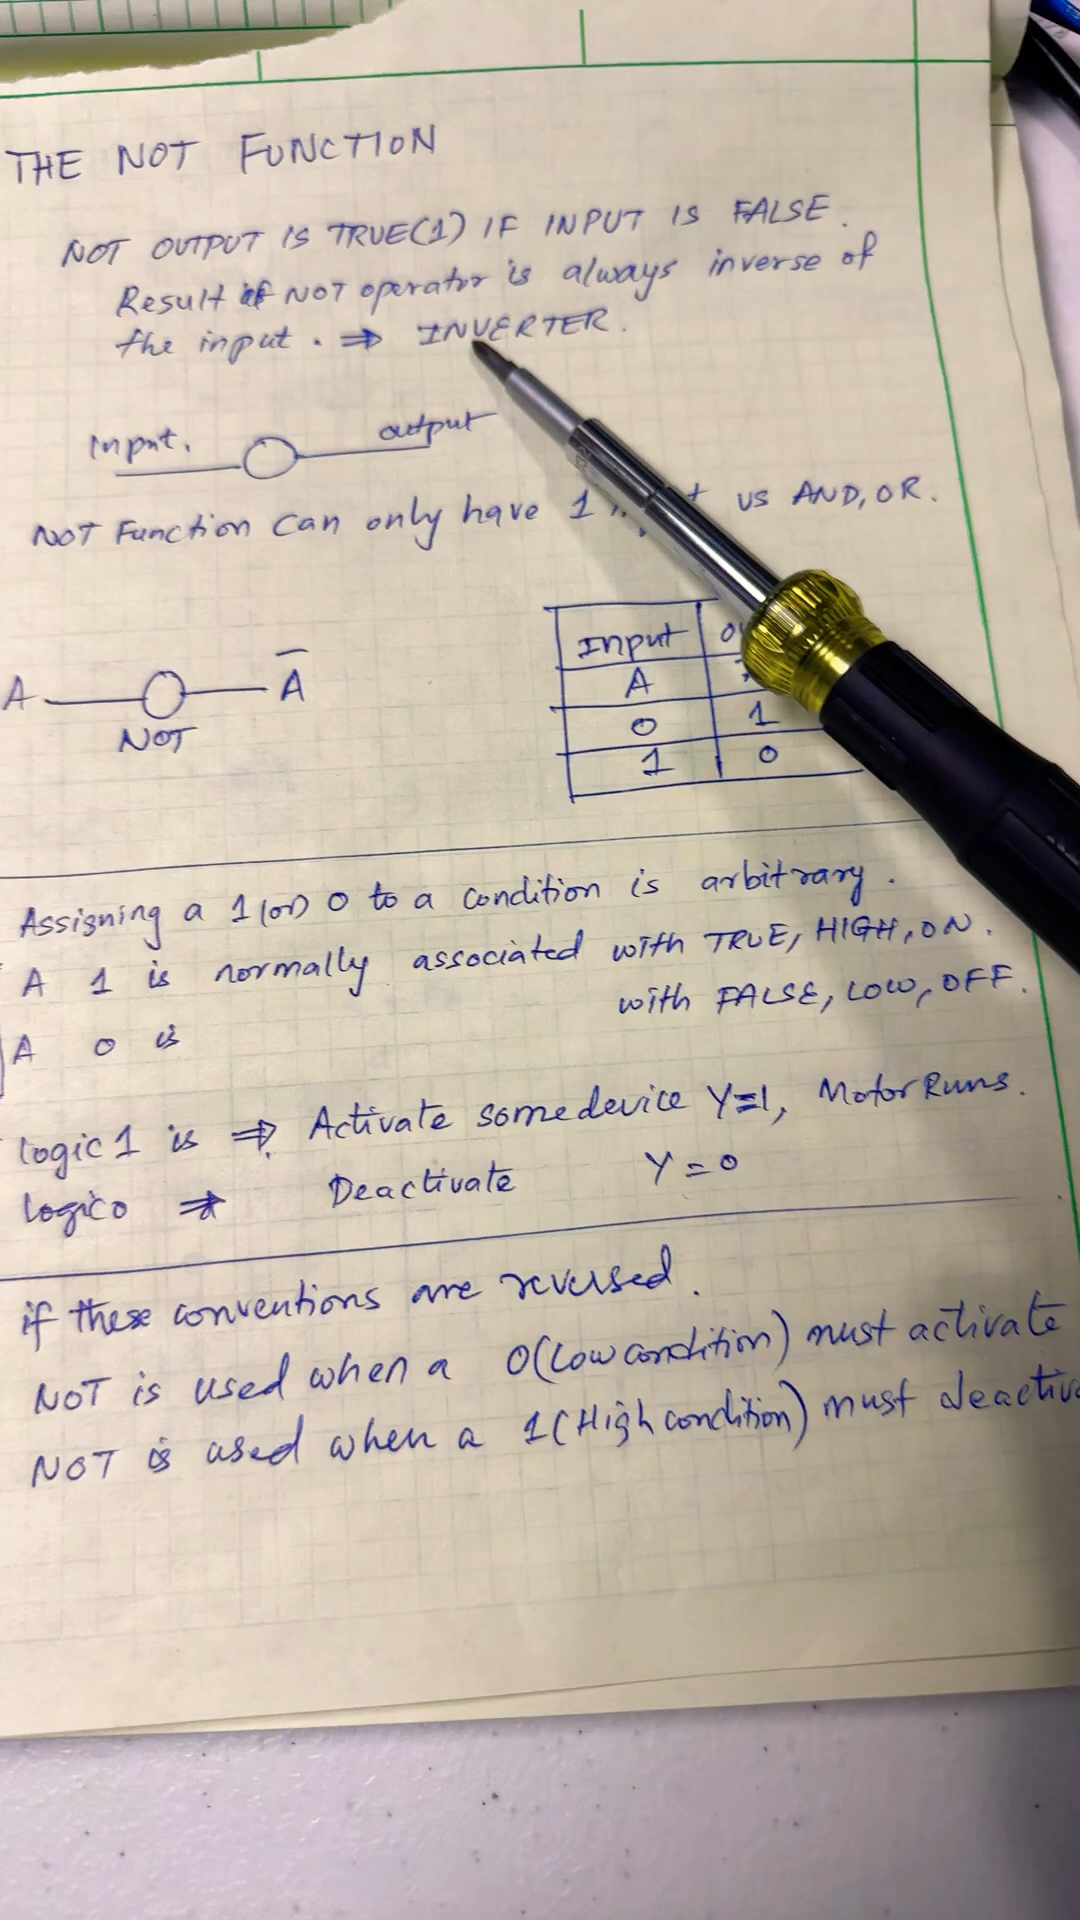 THE NOT FUNCTION
NOT OUTPUT IS TRUE(1) IF INPUT IS FALSE.
Result of NOT operator is always inverse of
the input. ⇒ INVERTER.
Input. output
NOT Function can only have 1 vs AND, OR.
A Ā
NOT
Input
A
0 1
1 0
Assigning a 1 (or) 0 to a condition is arbitrary.
A 1 is normally associated with TRUE, HIGH, ON.
A 0 is with FALSE, LOW, OFF.
logic 1 is ⇒ Activate some device Y=1, Motor Runs.
logic 0 ⇒ Deactivate Y=0
if these conventions are reversed.
NOT is used when a 0(Low condition) must activate
NOT is used when a 1(High condition) must